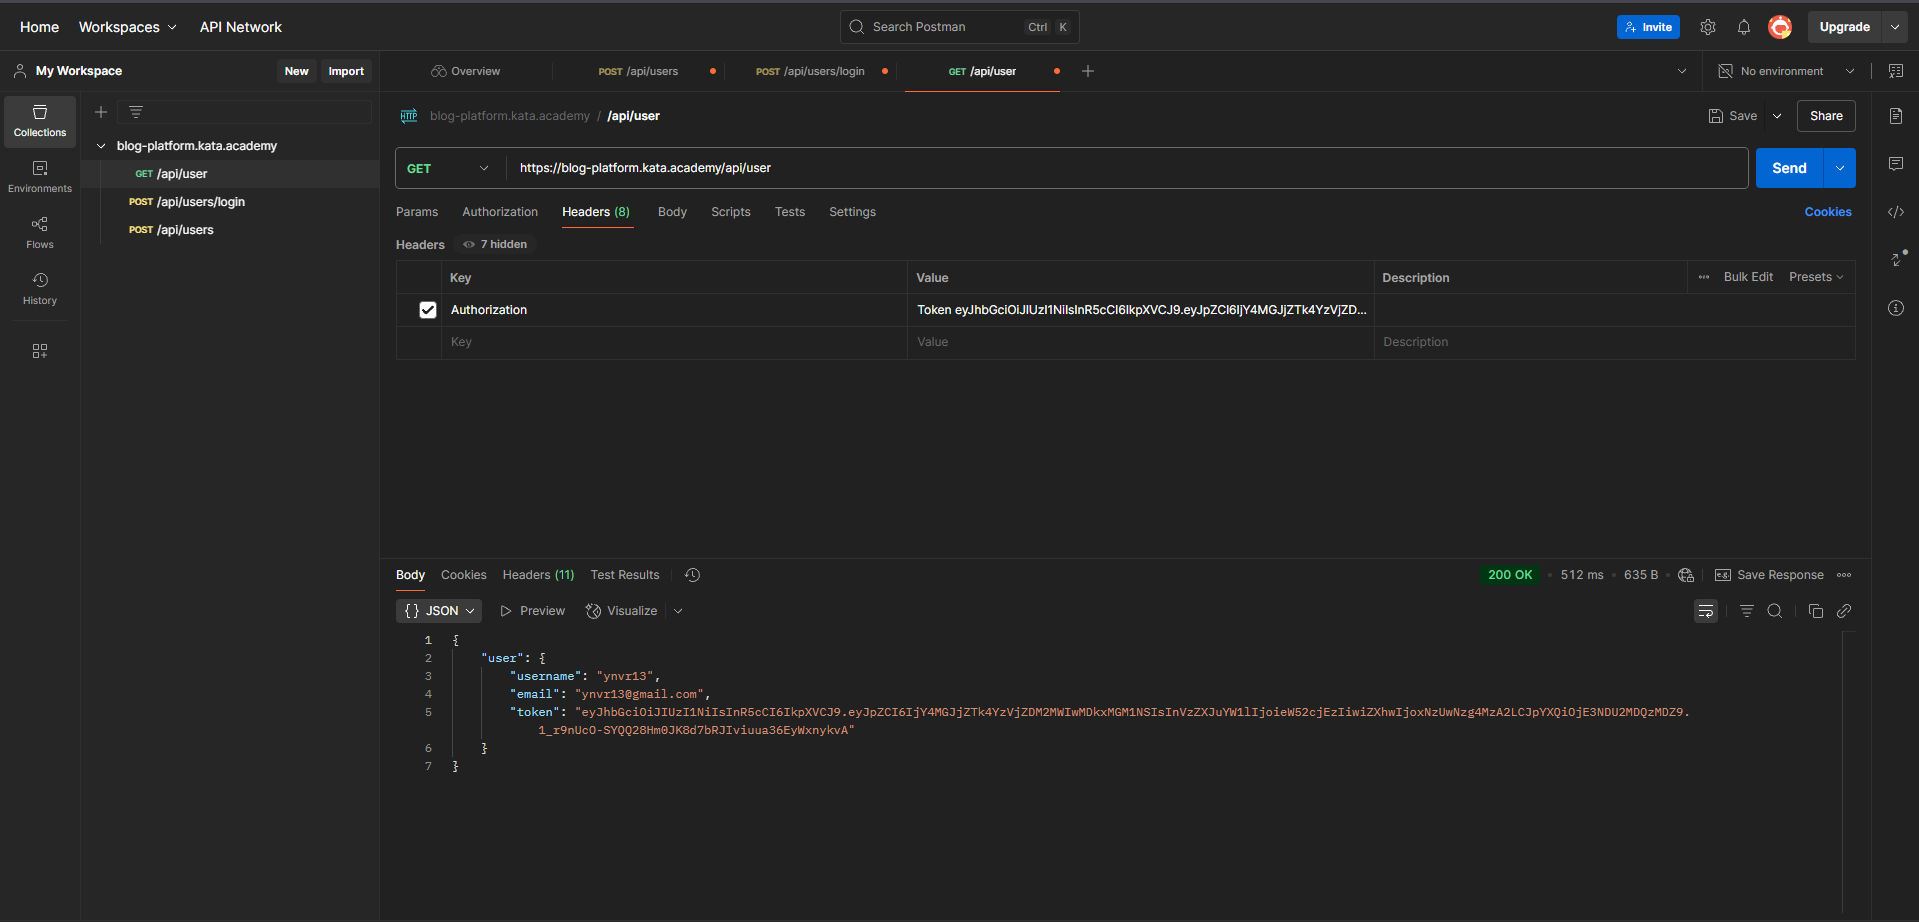 Home Workspaces API Network Search Postman Ctrl K Invite Upgrade
My Workspace New Import Overview POST /api/users POST /api/users/login GET /api/user No environment
Collections
Environments
Flows
History
blog-platform.kata.academy
GET /api/user
POST /api/users/login
POST /api/users
HTTP blog-platform.kata.academy / /api/user Save Share
GET https://blog-platform.kata.academy/api/user Send
Params Authorization Headers (8) Body Scripts Tests Settings Cookies
Headers 7 hidden
Key Value Description Bulk Edit Presets
Authorization Token eyJhbGciOiJIUzI1NiIsInR5cCI6IkpXVCJ9.eyJpZCI6IjY4MGJjZTk4YzVjZD...
Key Value Description
Body Cookies Headers (11) Test Results 200 OK 512 ms 635 B Save Response
{} JSON Preview Visualize
1 {
2 "user": {
3 "username": "ynvr13",
4 "email": "ynvr13@gmail.com",
5 "token": "eyJhbGciOiJIUzI1NiIsInR5cCI6IkpXVCJ9.eyJpZCI6IjY4MGJjZTk4YzVjZDM2MWIwMDkxMGM1NSIsInVzZXJuYW1lIjoieW52cjEzIiwiZXhwIjoxNzUwNzg4MzA2LCJpYXQiOjE3NDU2MDQzMDZ9.
1_r9nUcO-SYQQ28Hm0JK8d7bRJIviuua36EyWxnykvA"
6 }
7 }